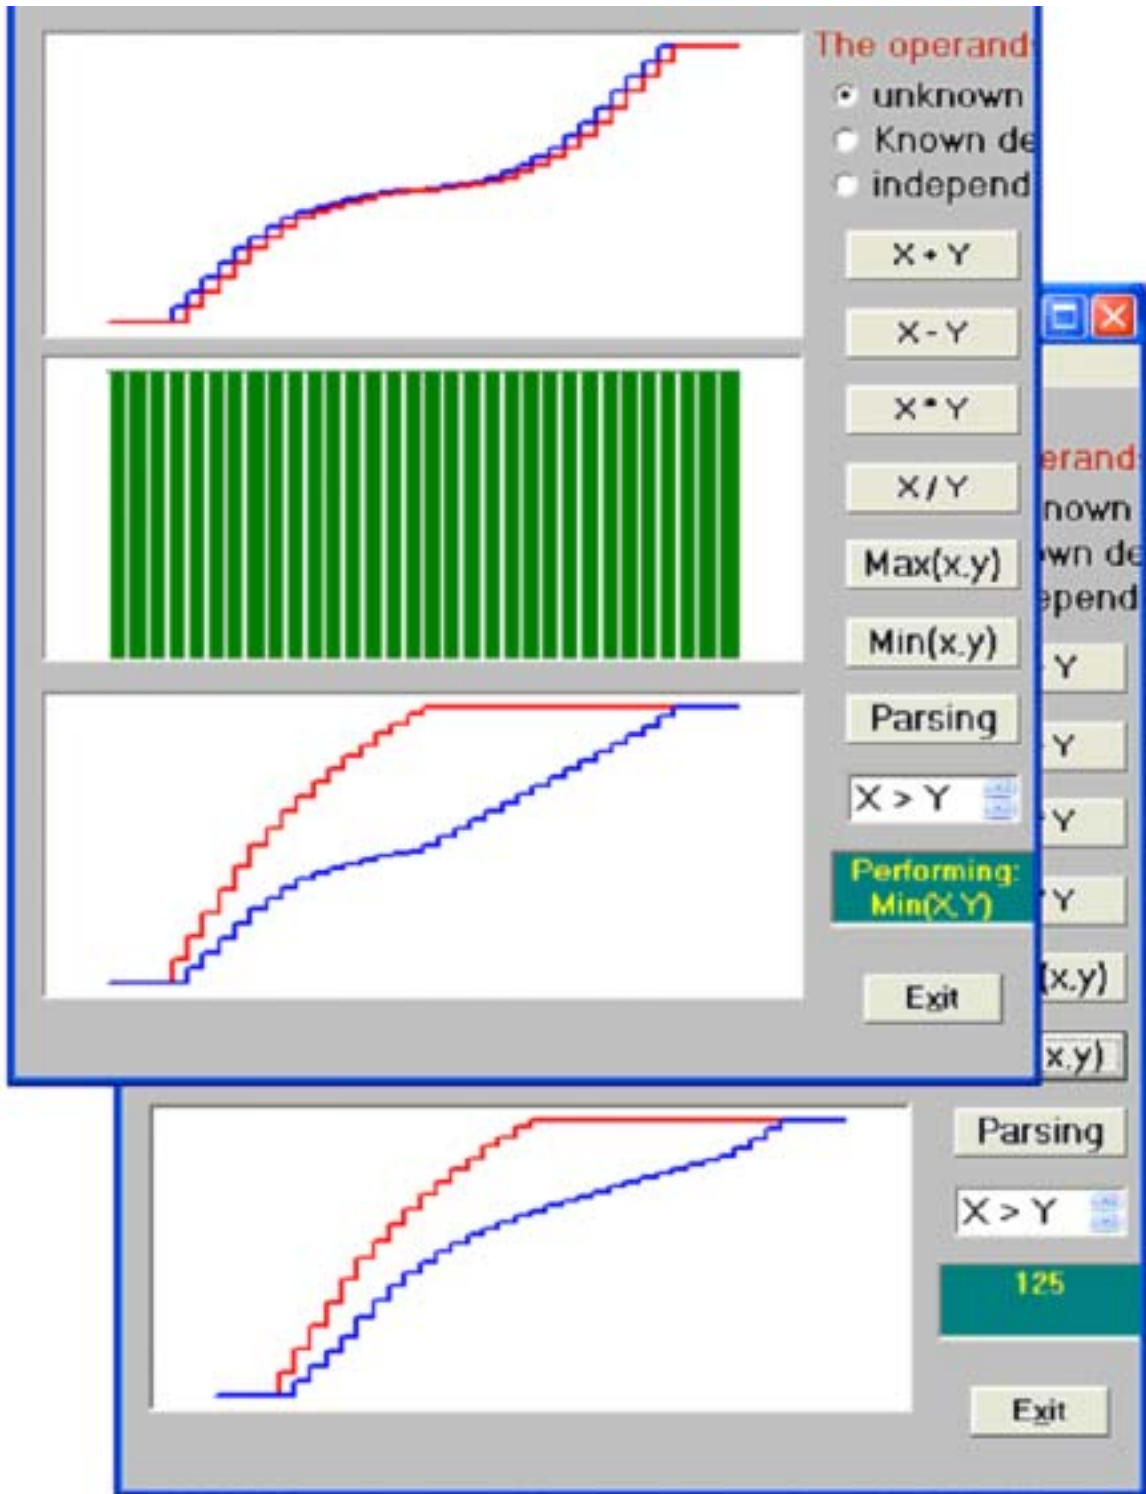 The operand
unknown
Known de
independ
X + Y
X - Y
X * Y
X / Y
Max(x,y)
Min(x,y)
Parsing
X > Y
Performing:
Min(X,Y)
Exit
erand
nown
wn de
epend
Y
Y
Y
Y
(x,y)
x,y)
Parsing
X > Y
125
Exit